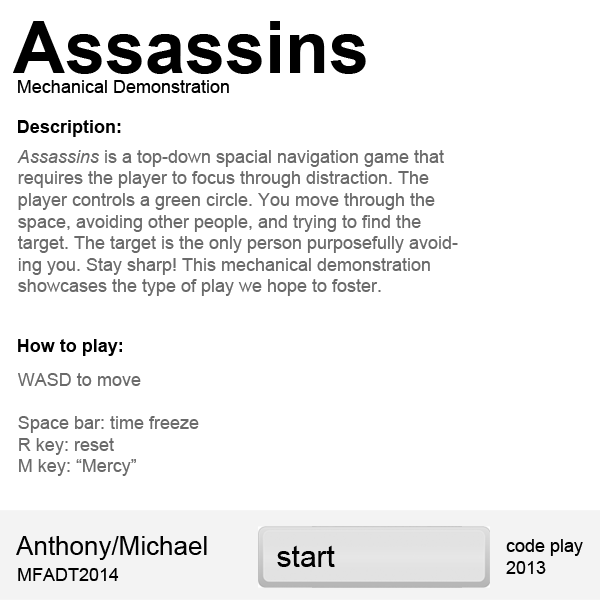 Assassins
Mechanical Demonstration
Description:
Assassins is a top-down spacial navigation game that
requires the player to focus through distraction. The
player controls a green circle. You move through the
space, avoiding other people, and trying to find the
target. The target is the only person purposefully avoid-
ing you. Stay sharp! This mechanical demonstration
showcases the type of play we hope to foster.
How to play:
WASD to move
Space bar: time freeze
R key: reset
M key: “Mercy”
Anthony/Michael
MFADT2014
start
code play
2013